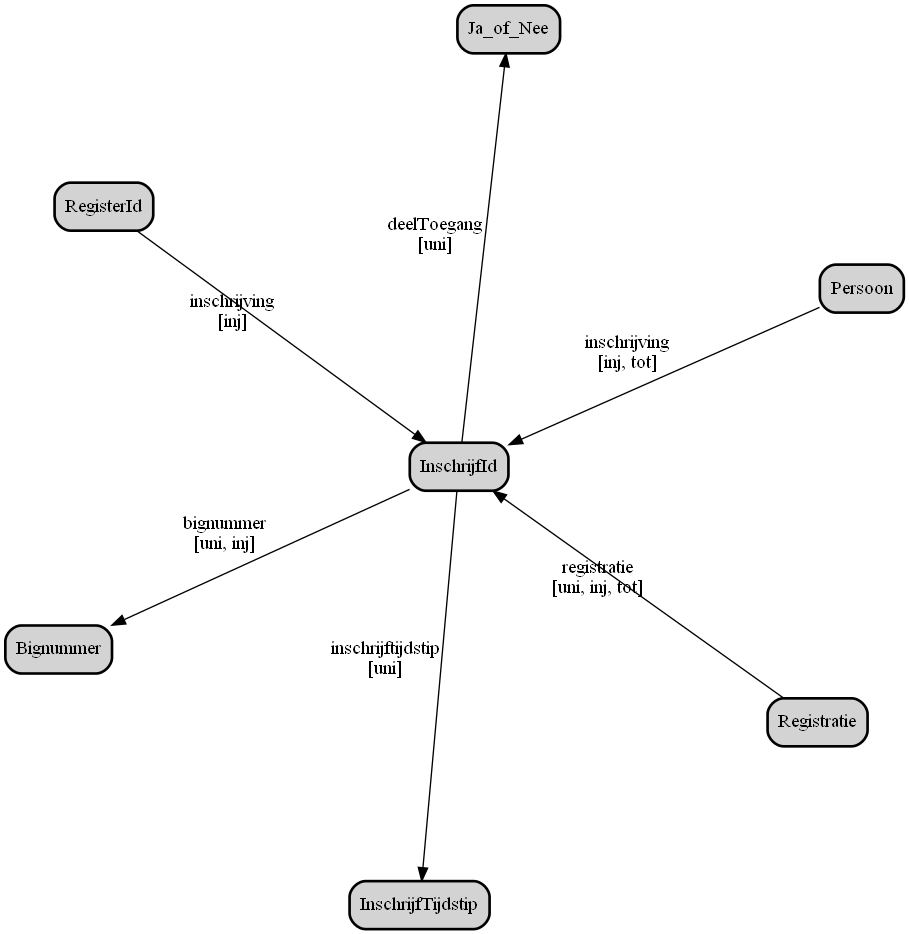 Ja_of_Nee
RegisterId
deelToegang
[uni]
Persoon
inschrijving
[inj]
inschrijving
[inj, tot]
InschrijfId
bignummer
[uni, inj]
registratie
[uni, inj, tot]
Bignummer
inschrijftijdstip
[uni]
Registratie
InschrijfTijdstip